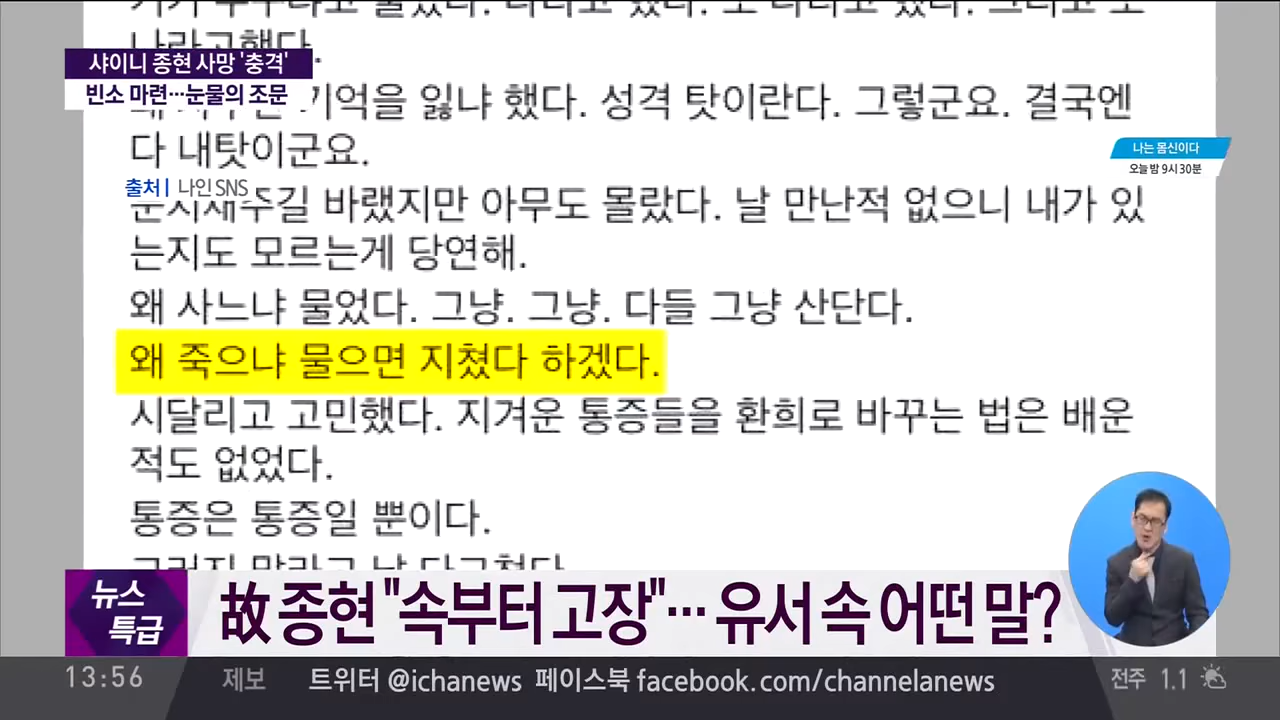 샤이니 종현 사망 '충격'
빈소 마련…눈물의 조문
기억을 잃냐 했다. 성격 탓이란다. 그렇군요. 결국엔
다 내탓이군요.
출처 | 나인 SNS
눈치채주길 바랬지만 아무도 몰랐다. 날 만난적 없으니 내가 있
는지도 모르는게 당연해.
왜 사느냐 물었다. 그냥. 그냥. 다들 그냥 산단다.
왜 죽으냐 물으면 지쳤다 하겠다.
시달리고 고민했다. 지겨운 통증들을 환희로 바꾸는 법은 배운
적도 없었다.
통증은 통증일 뿐이다.
나는 몸신이다
오늘 밤 9시 30분
뉴스
특급
故 종현 "속부터 고장"… 유서 속 어떤 말?
13:56 제보 트위터 @ichanews 페이스북 facebook.com/channelanews 전주 1.1